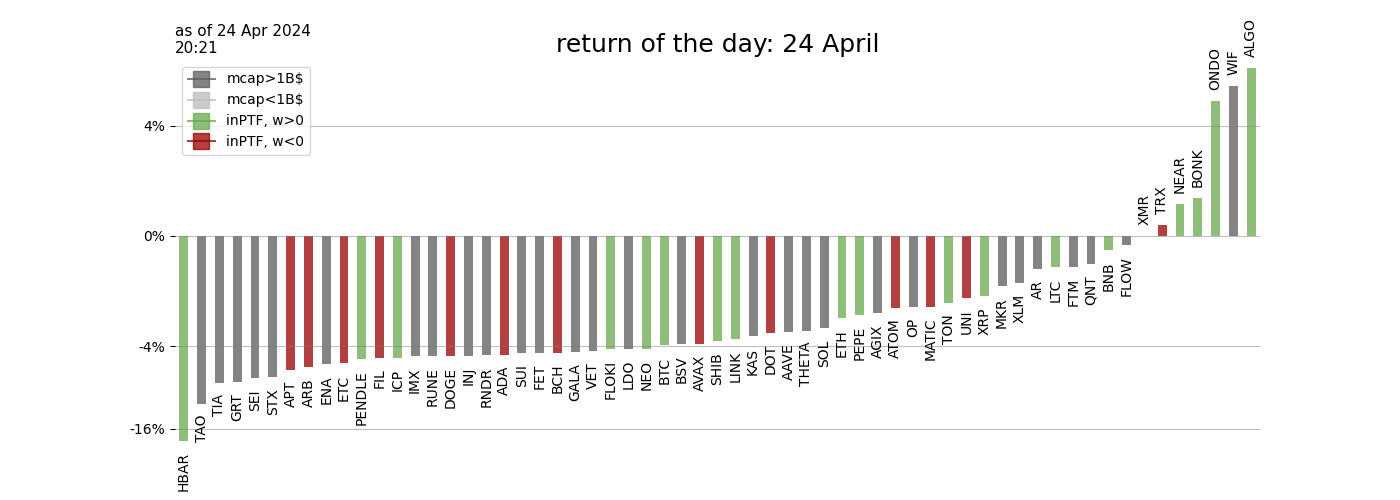 as of 24 Apr 2024
20:21
return of the day: 24 April
mcap>1B$
mcap<1B$
inPTF, w>0
inPTF, w<0
4%
0%
-4%
-16%
HBAR
TAO
TIA
GRT
SEI
STX
APT
ARB
ENA
ETC
PENDLE
FIL
ICP
IMX
RUNE
DOGE
INJ
RNDR
ADA
SUI
FET
BCH
GALA
VET
FLOKI
LDO
NEO
BTC
BSV
AVAX
SHIB
LINK
KAS
DOT
AAVE
THETA
SOL
ETH
PEPE
AGIX
ATOM
OP
MATIC
TON
UNI
XRP
MKR
XLM
AR
LTC
FTM
QNT
BNB
FLOW
XMR
TRX
NEAR
BONK
ONDO
WIF
ALGO